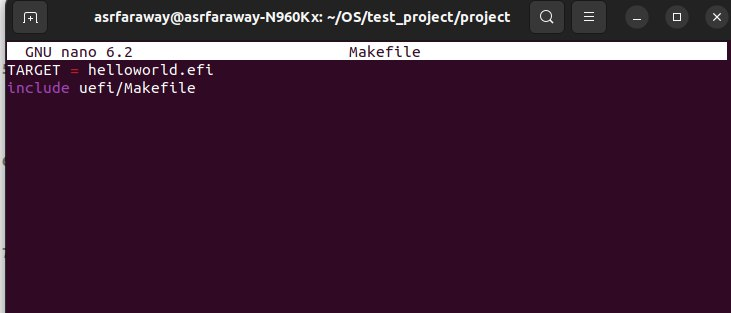 asrfaraway@asrfaraway-N960Kx: ~/OS/test_project/project
GNU nano 6.2 Makefile
TARGET = helloworld.efi
include uefi/Makefile